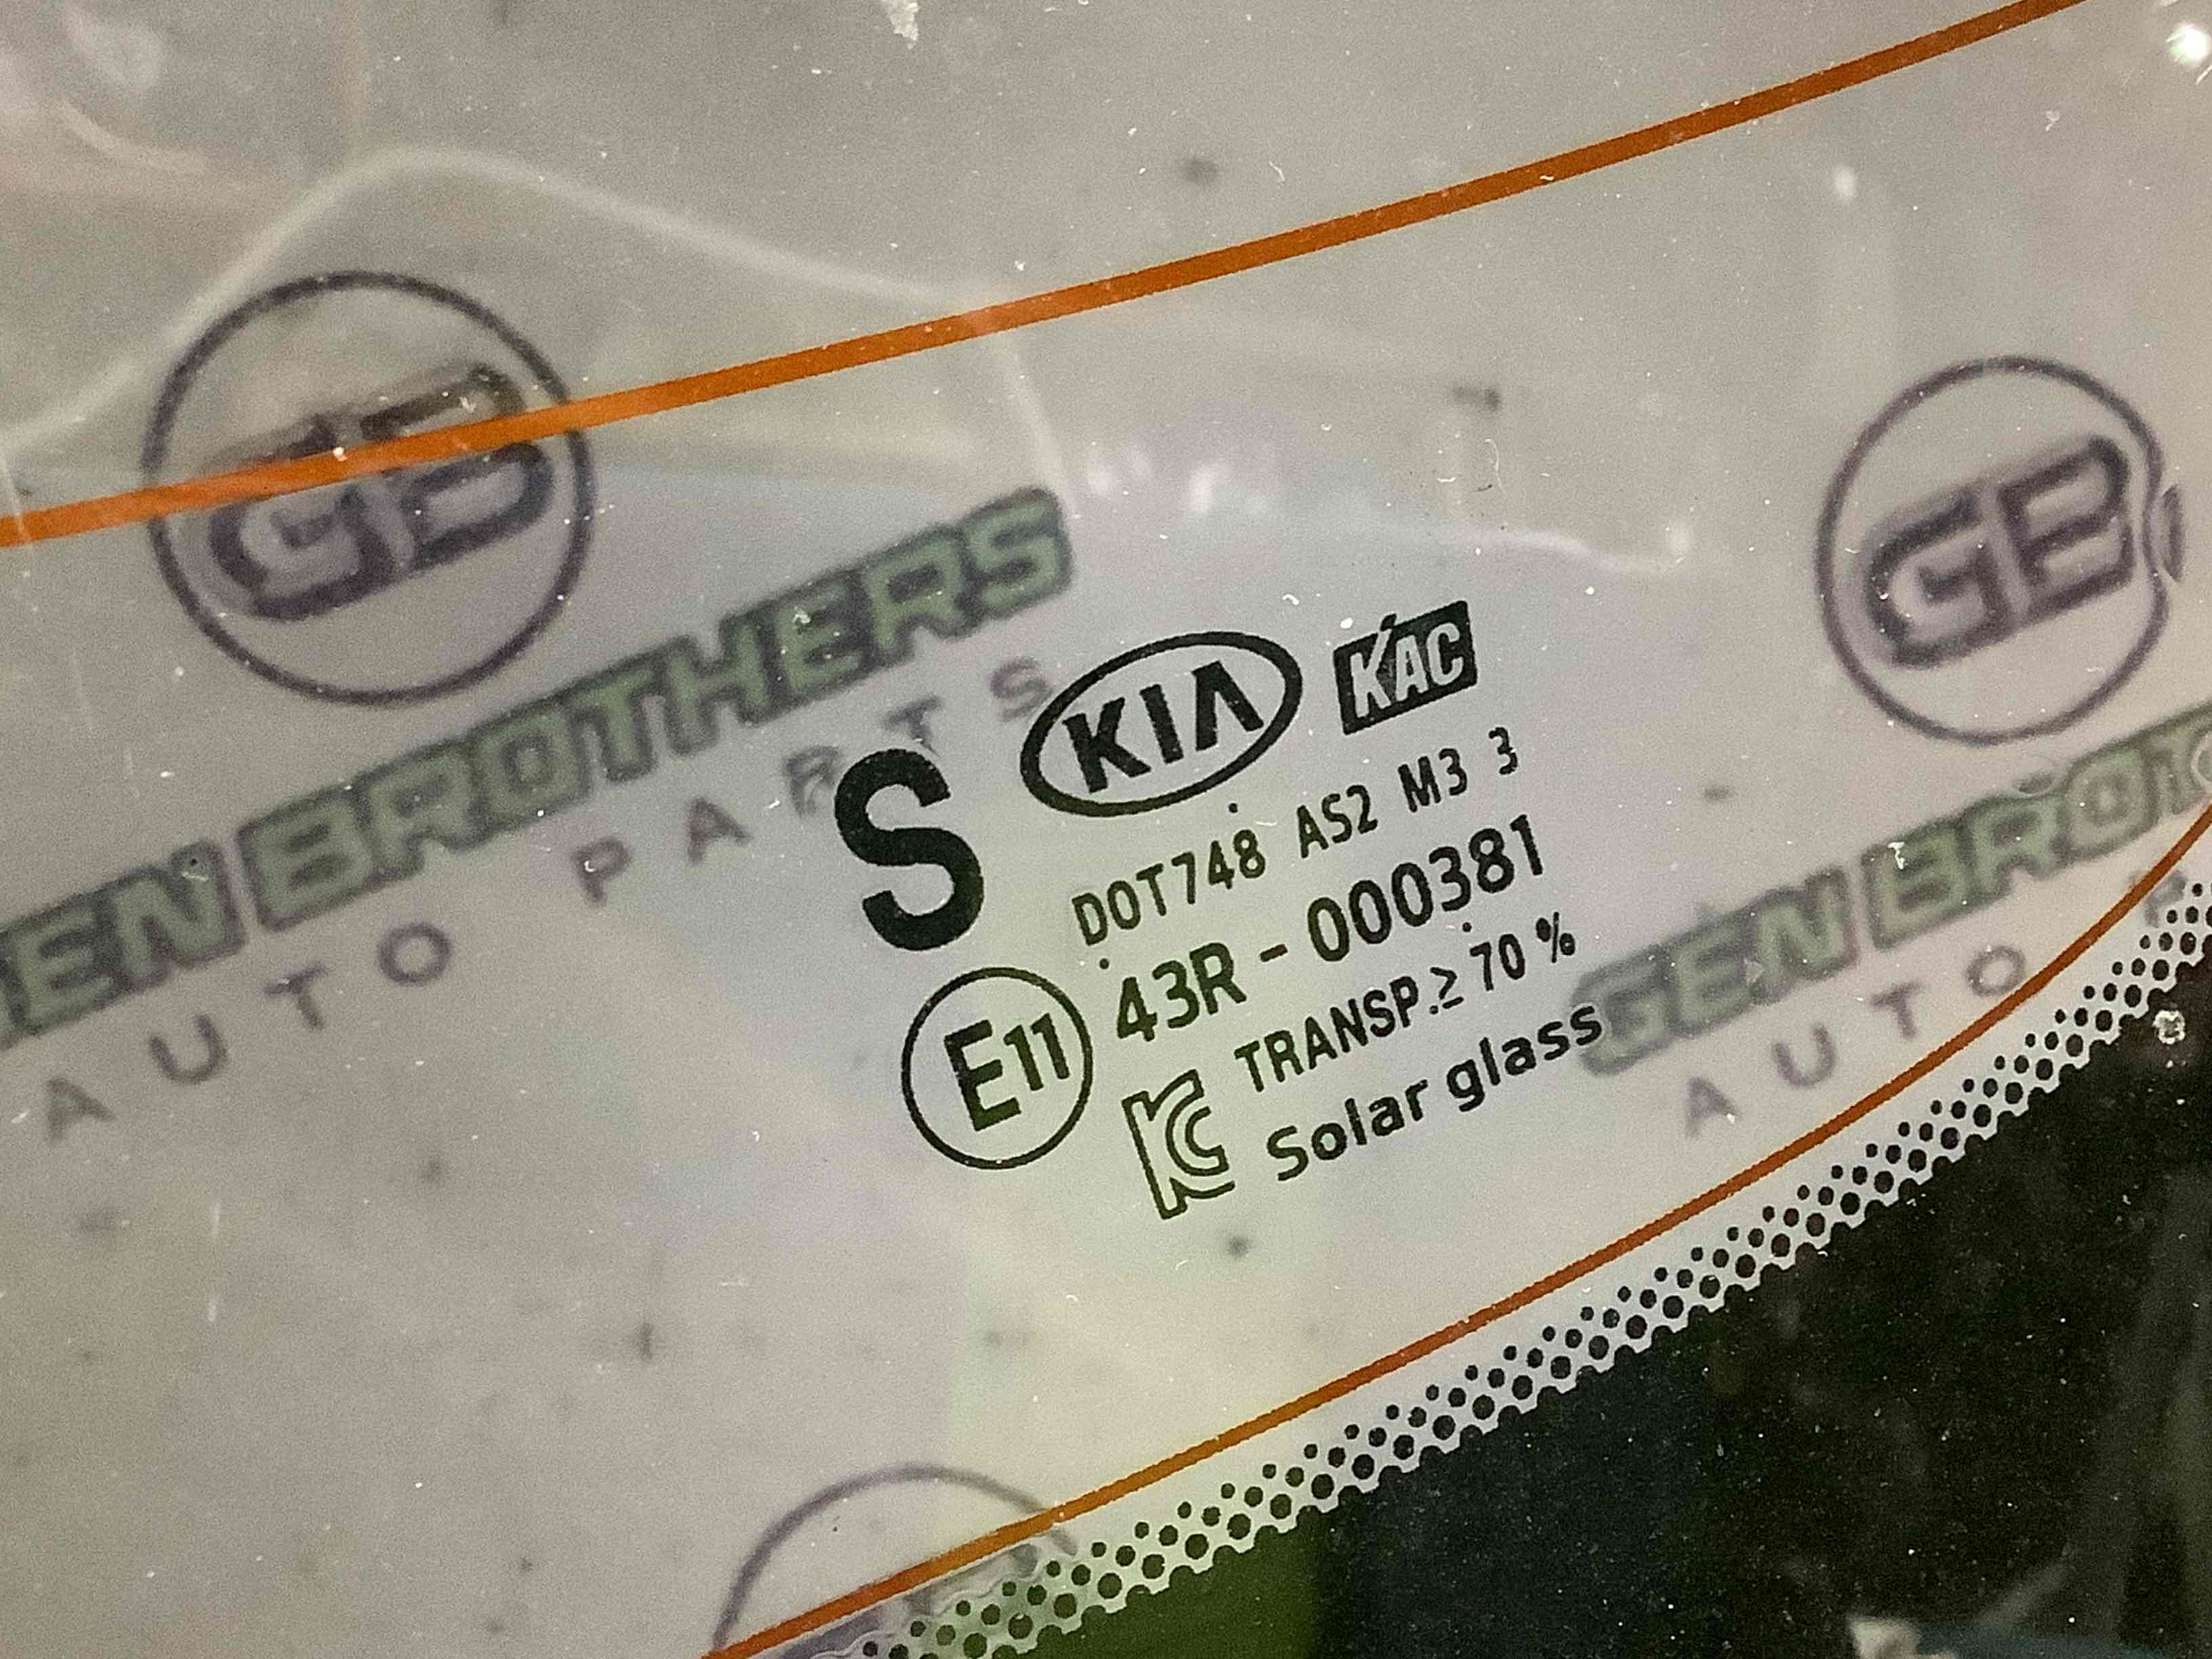 GB
GEN BROTHERS
AUTO PARTS
GB
GEN BROT
AUTO P
S KIA KAC
DOT748 AS2 M3 3
E11 43R-000381
KC TRANSP.≥ 70 %
Solar glass